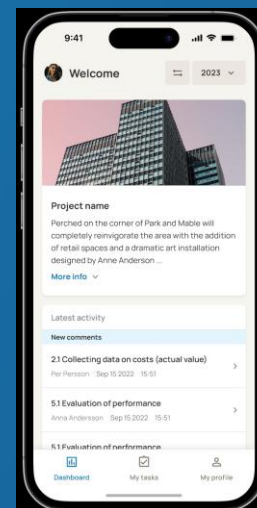 9:41
Welcome
2023
Project name
Perched on the corner of Park and Mable will
completely reinvigorate the area with the addition
of retail spaces and a dramatic art installation
designed by Anne Anderson ...
More info
Latest activity
New comments
2.1 Collecting data on costs (actual value)
Per Persson Sep 15 2022 15:51
5.1 Evaluation of performance
Anna Andersson Sep 15 2022 15:51
5.1 Evaluation of performance
Dashboard My tasks My profile